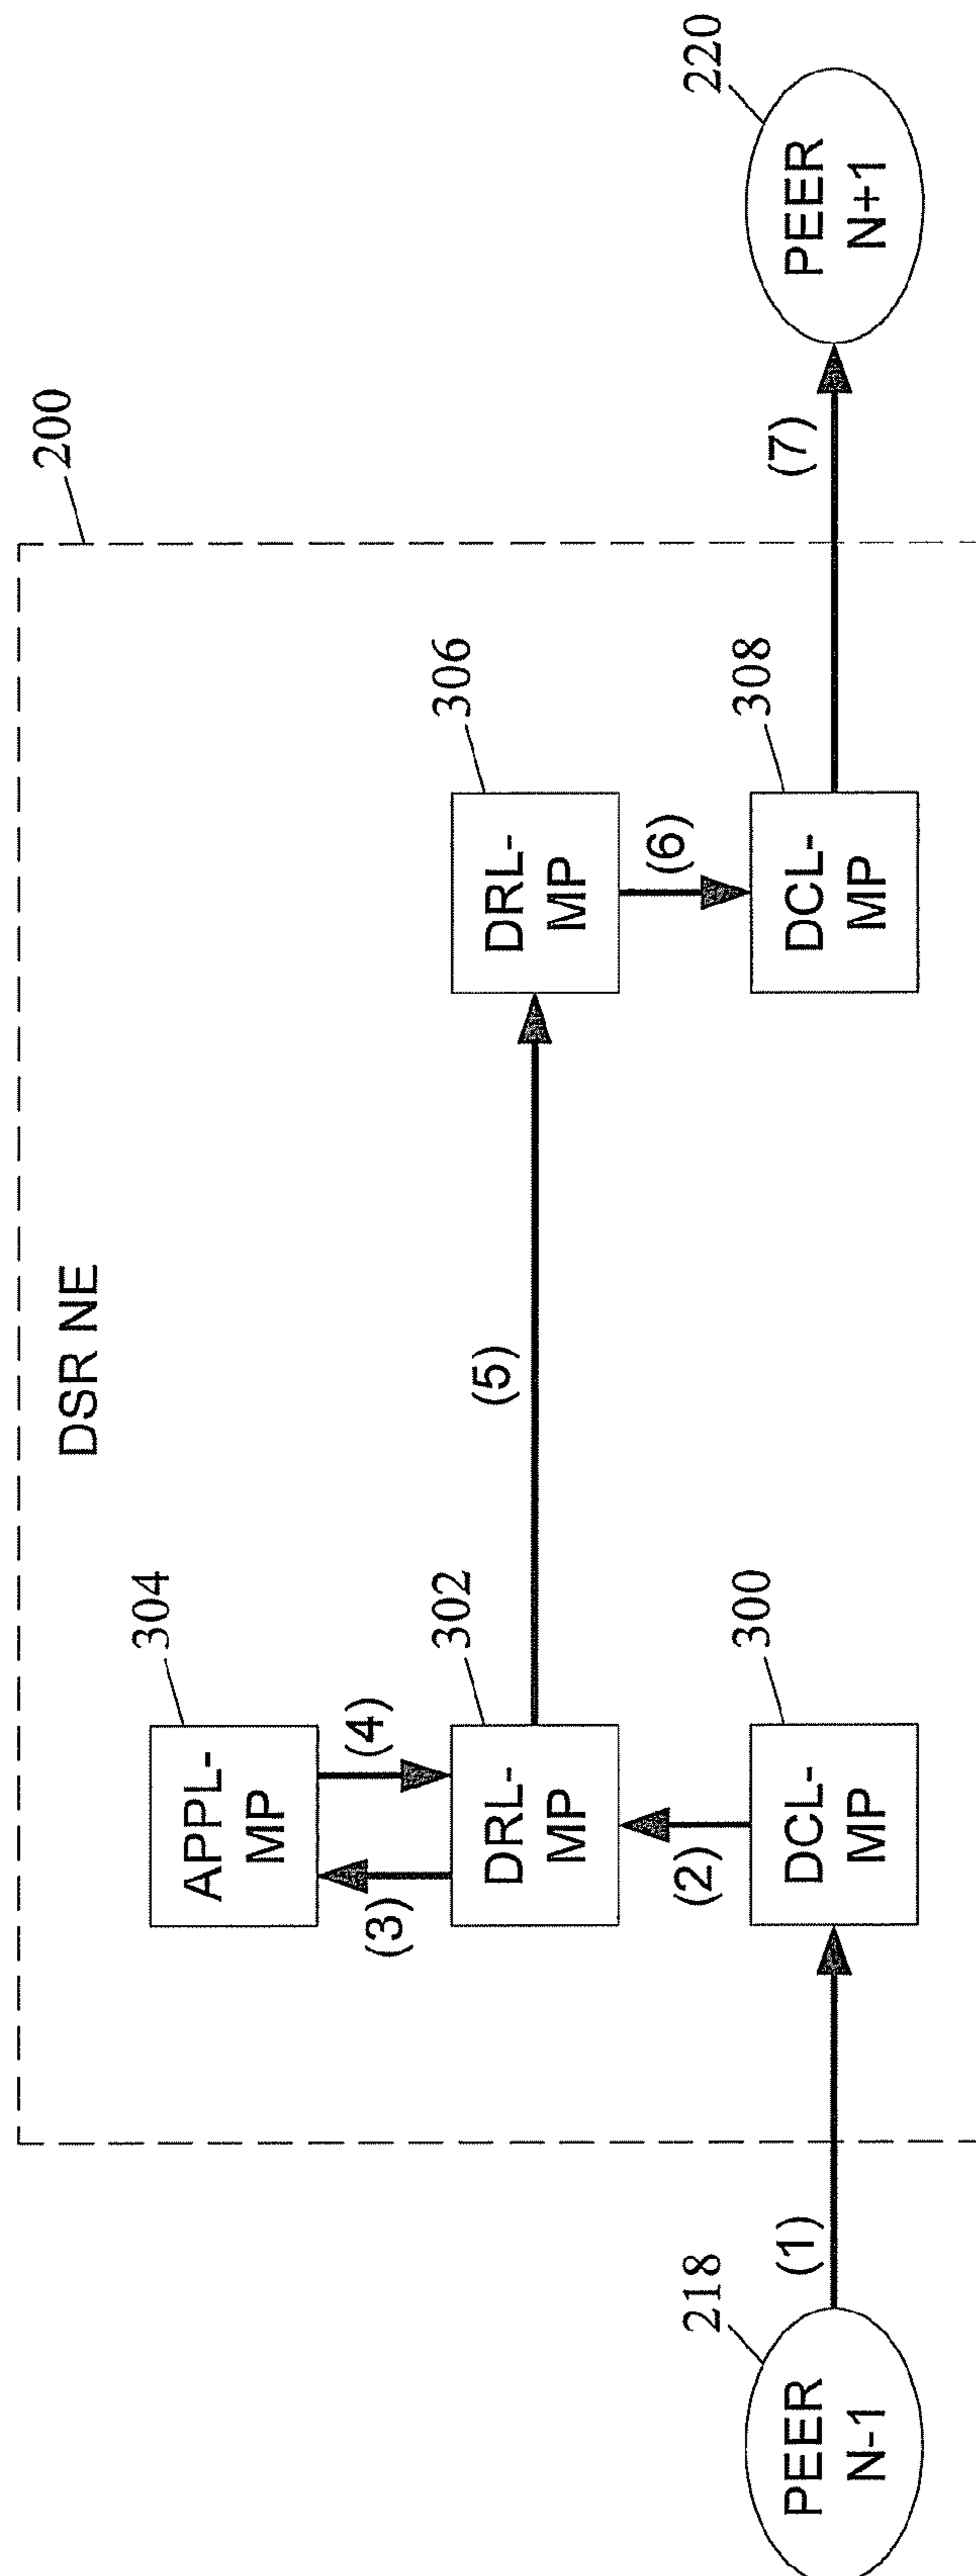 200
DSR NE
304
APPL-
MP
(3)
(4)
302
DRL-
MP
(5)
306
DRL-
MP
(2)
(6)
218
PEER
N-1
(1)
300
DCL-
MP
308
DCL-
MP
(7)
220
PEER
N+1